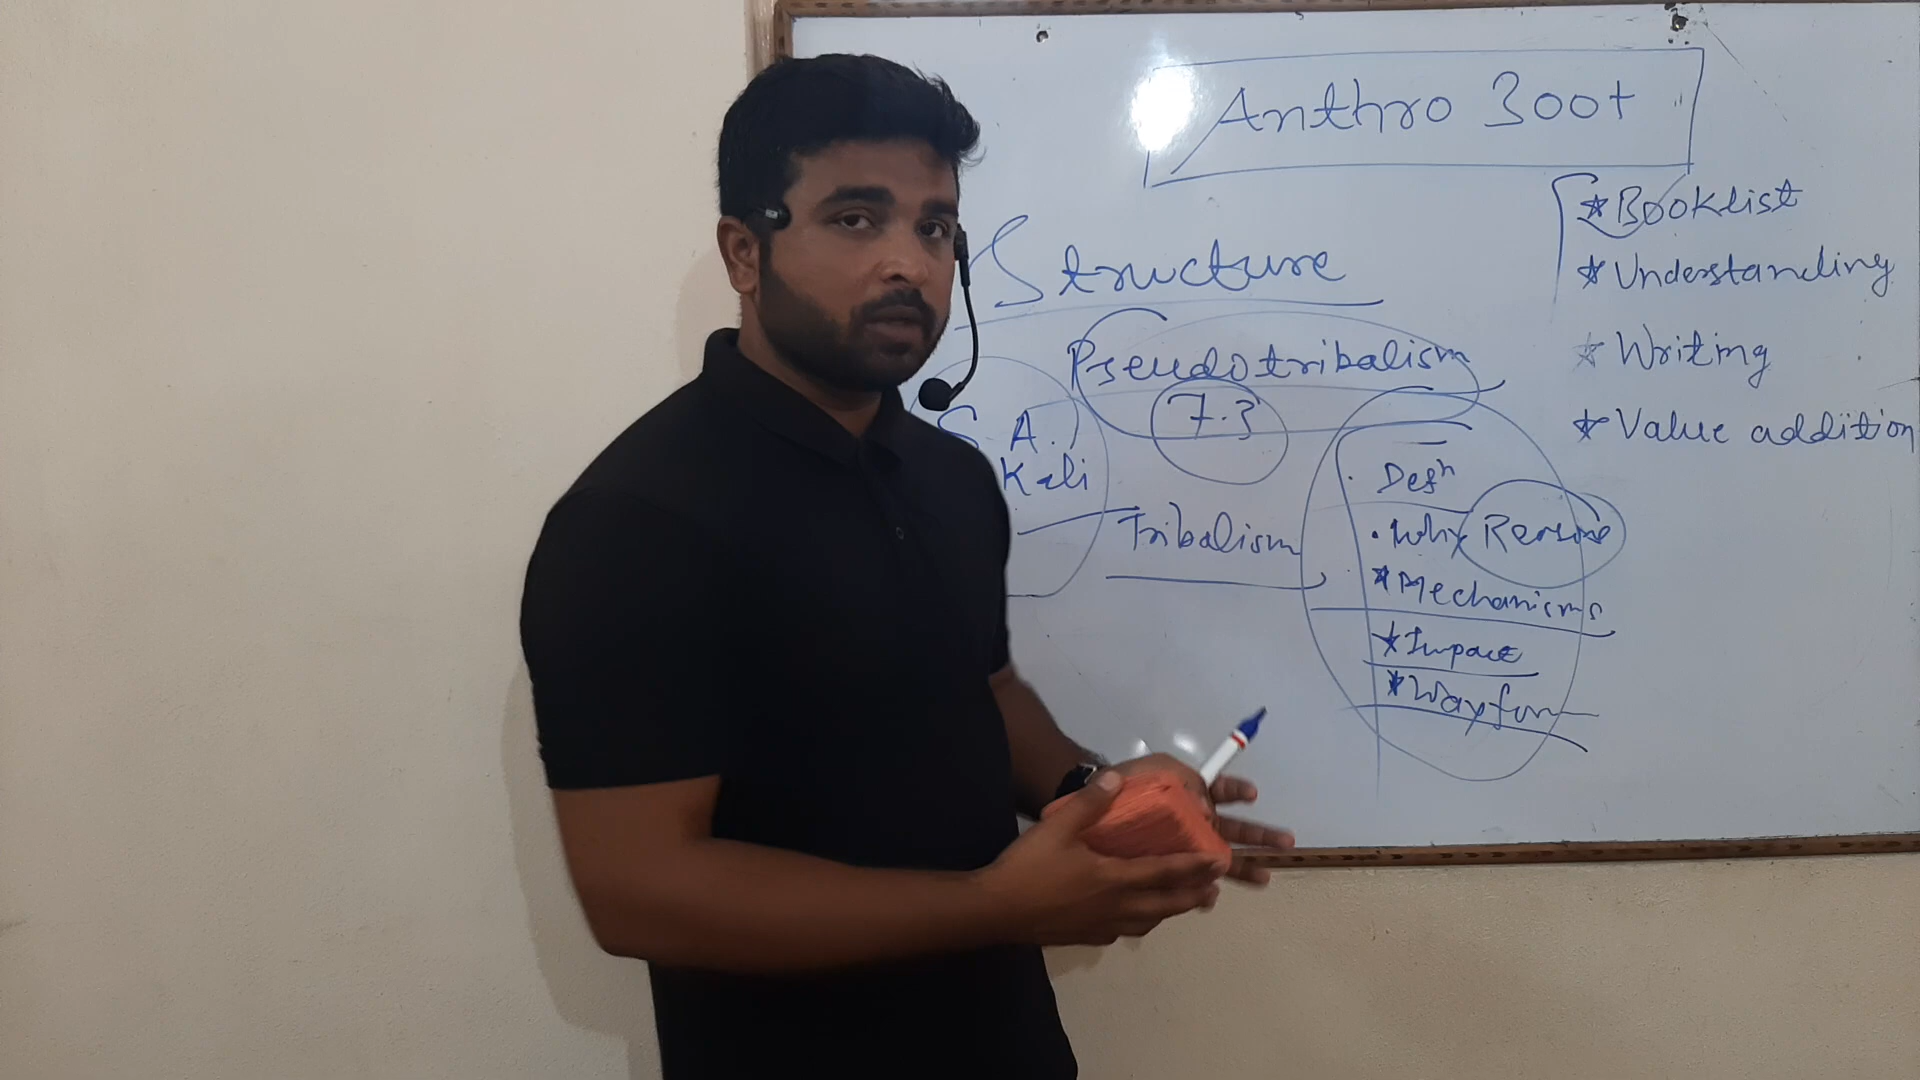 Anthro 300+
Structure
★ Booklist
★ Understanding
★ Writing
★ Value addition
Pseudotribalism
7.3
S. A.
Kali
Tribalism
. Defⁿ
. Why Reasons
★ Mechanisms
★ Impact
★ Way for